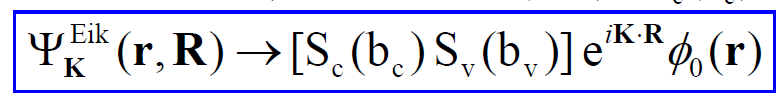 Ψ_𝐊^Eik (𝐫, 𝐑) → [S_c(b_c) S_v(b_v)] e^{i𝐊·𝐑} ϕ_0(𝐫)